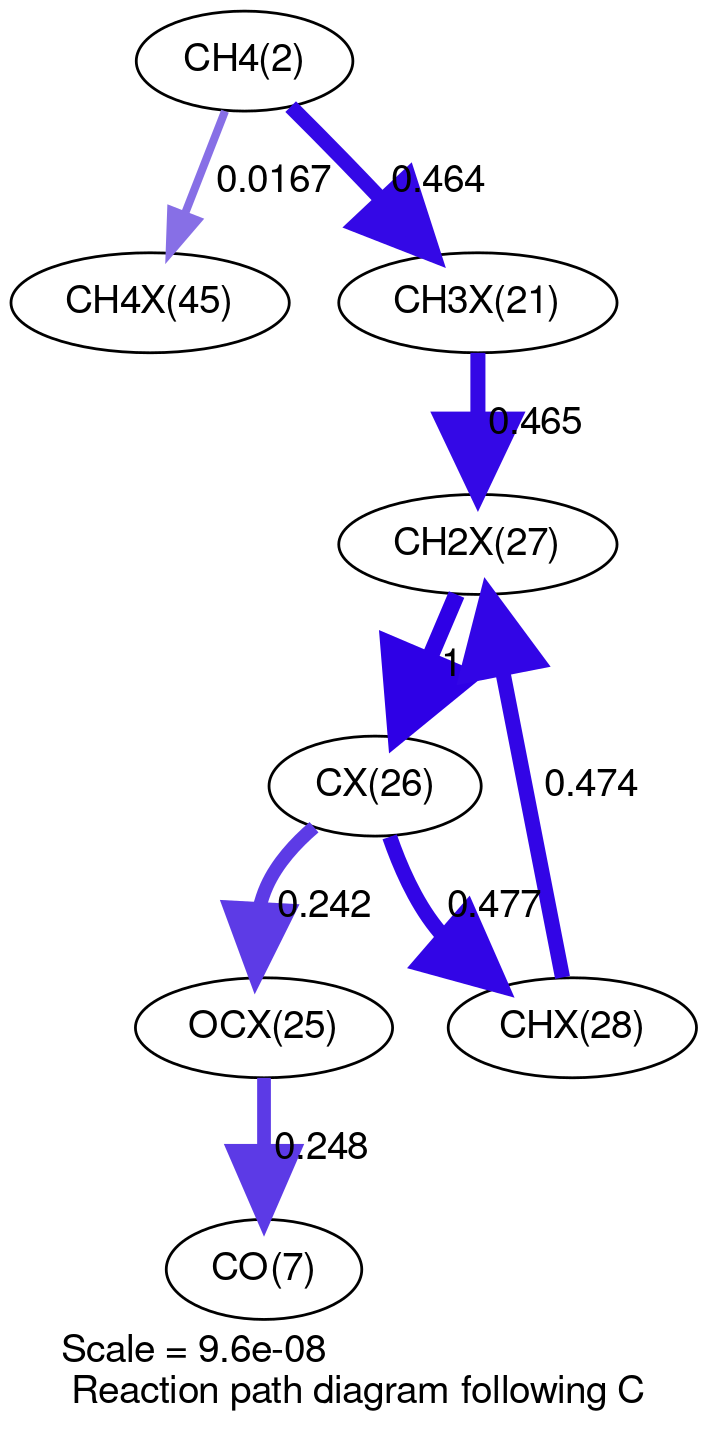 CH4(2)
0.0167
0.464
CH4X(45)
CH3X(21)
0.465
CH2X(27)
1
CX(26)
0.474
0.242
0.477
OCX(25)
CHX(28)
0.248
CO(7)
Scale = 9.6e-08
Reaction path diagram following C